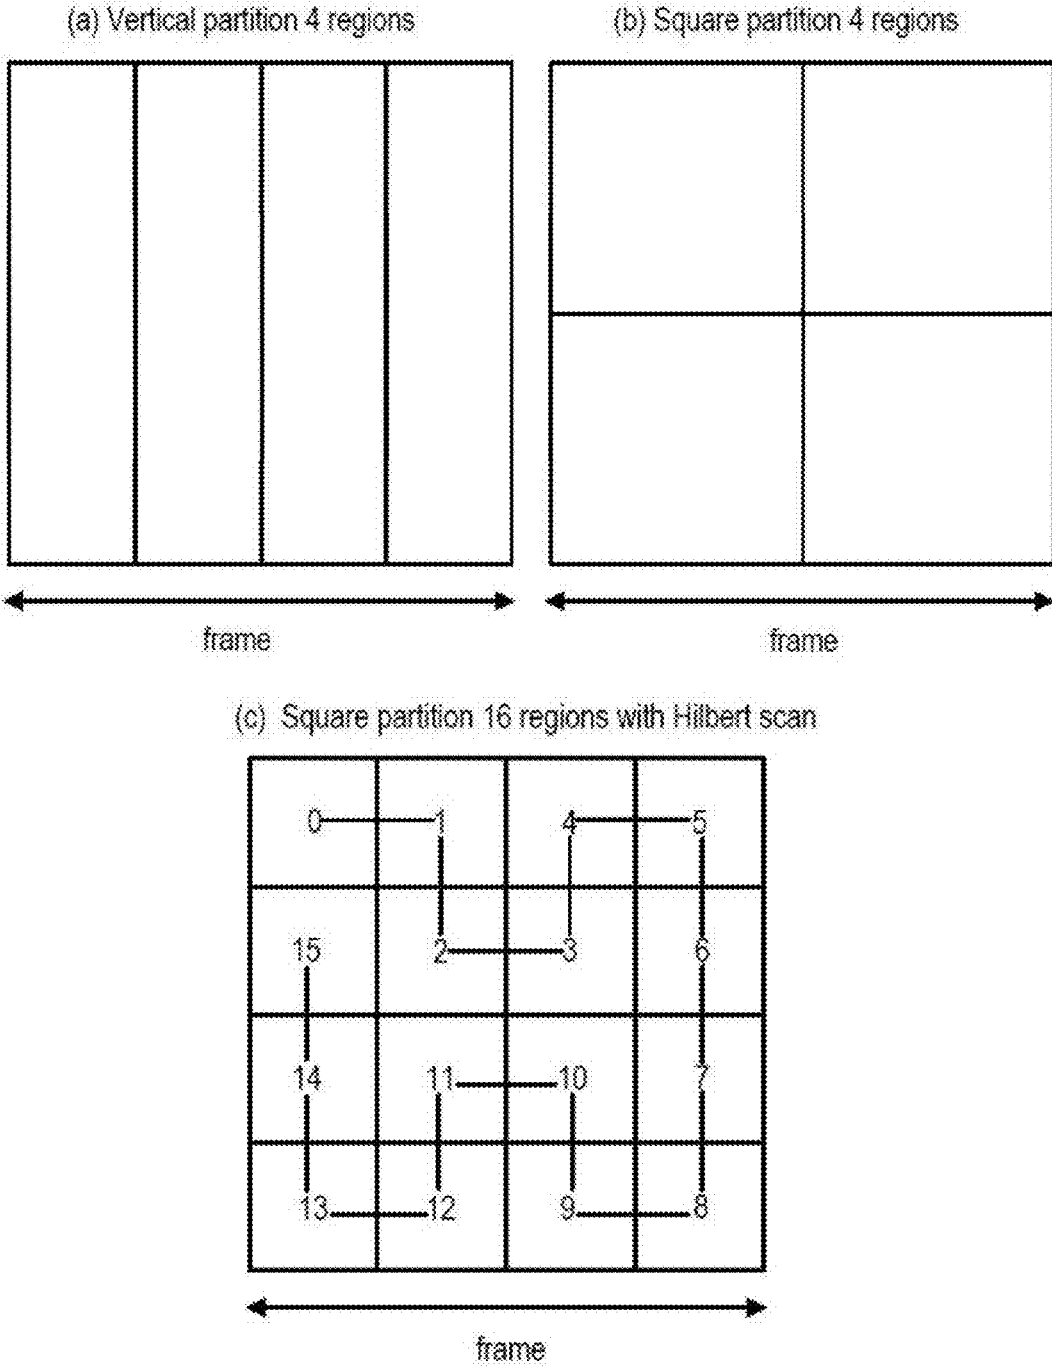 (a) Vertical partition 4 regions
(b) Square partition 4 regions
frame
frame
(c) Square partition 16 regions with Hilbert scan
0 1 4 5
15 2 3 6
14 11 10 7
13 12 9 8
frame